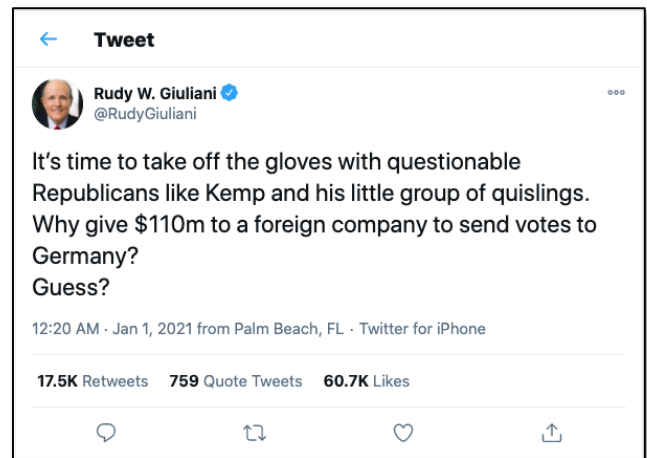 Tweet
Rudy W. Giuliani
@RudyGiuliani
It's time to take off the gloves with questionable
Republicans like Kemp and his little group of quislings.
Why give $110m to a foreign company to send votes to
Germany?
Guess?
12:20 AM · Jan 1, 2021 from Palm Beach, FL · Twitter for iPhone
17.5K Retweets 759 Quote Tweets 60.7K Likes